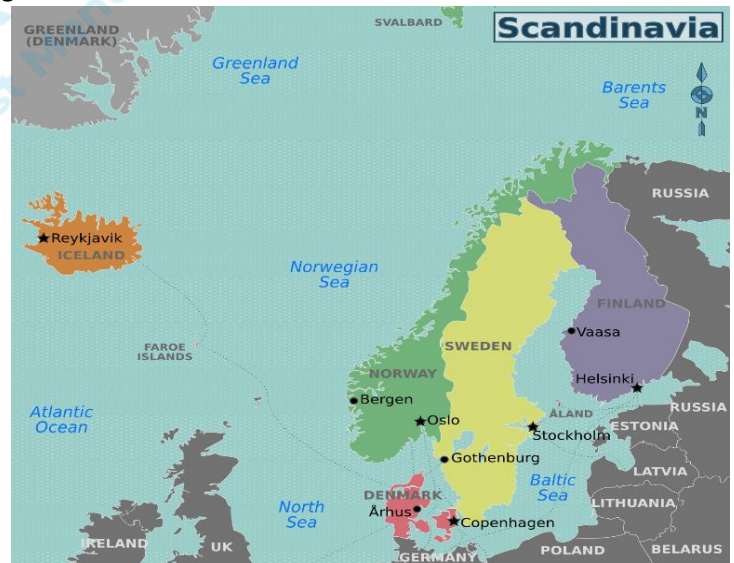 SVALBARD
Scandinavia
GREENLAND
(DENMARK)
Greenland
Sea
Barents
Sea
N
RUSSIA
Reykjavik
ICELAND
Norwegian
Sea
FINLAND
Vaasa
FAROE
ISLANDS
SWEDEN
NORWAY
Helsinki
Bergen
Atlantic
Ocean
Oslo
ÅLAND
RUSSIA
Stockholm
ESTONIA
Gothenburg
LATVIA
Baltic
Sea
DENMARK
LITHUANIA
North
Sea
Århus
Copenhagen
IRELAND
UK
GERMANY
POLAND
BELARUS